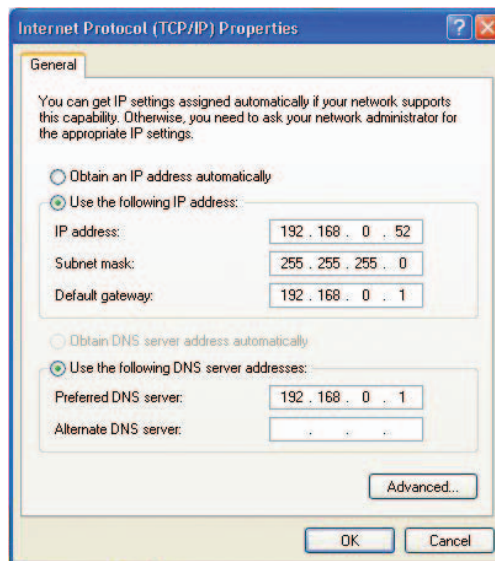 Internet Protocol (TCP/IP) Properties
General
You can get IP settings assigned automatically if your network supports
this capability. Otherwise, you need to ask your network administrator for
the appropriate IP settings.
Obtain an IP address automatically
Use the following IP address:
IP address: 192 . 168 . 0 . 52
Subnet mask: 255 . 255 . 255 . 0
Default gateway: 192 . 168 . 0 . 1
Obtain DNS server address automatically
Use the following DNS server addresses:
Preferred DNS server: 192 . 168 . 0 . 1
Alternate DNS server: . . .
Advanced...
OK Cancel